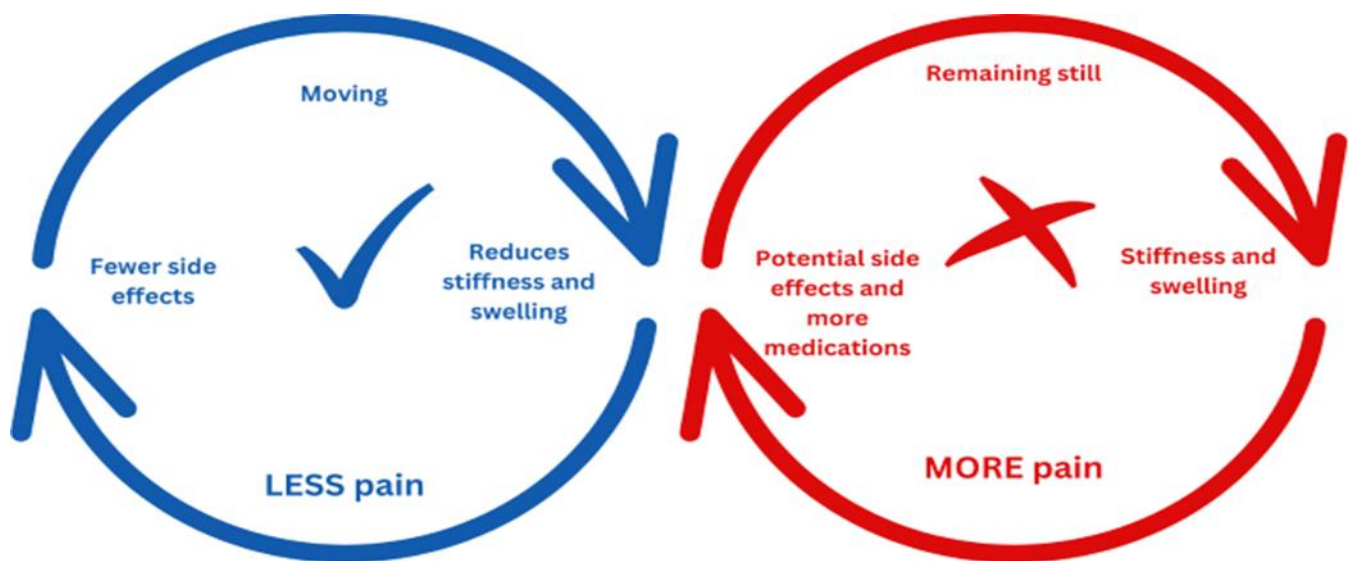 Moving
Fewer side
effects
Reduces
stiffness and
swelling
LESS pain
Remaining still
Potential side
effects and
more
medications
Stiffness and
swelling
MORE pain